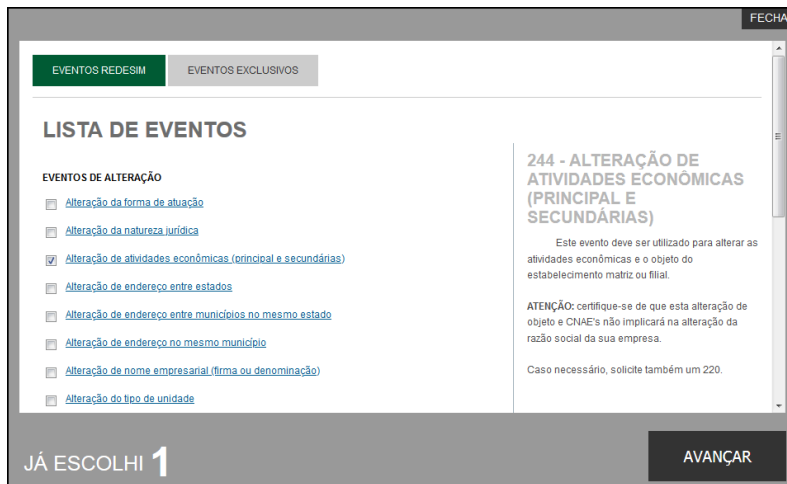 FECHA
EVENTOS REDESIM
EVENTOS EXCLUSIVOS
LISTA DE EVENTOS
EVENTOS DE ALTERAÇÃO
Alteração da forma de atuação
Alteração da natureza jurídica
Alteração de atividades econômicas (principal e secundárias)
Alteração de endereço entre estados
Alteração de endereço entre municípios no mesmo estado
Alteração de endereço no mesmo município
Alteração de nome empresarial (firma ou denominação)
Alteração do tipo de unidade
244 - ALTERAÇÃO DE
ATIVIDADES ECONÔMICAS
(PRINCIPAL E
SECUNDÁRIAS)
Este evento deve ser utilizado para alterar as
atividades econômicas e o objeto do
estabelecimento matriz ou filial.
ATENÇÃO: certifique-se de que esta alteração de
objeto e CNAE's não implicará na alteração da
razão social da sua empresa.
Caso necessário, solicite também um 220.
JÁ ESCOLHI 1
AVANÇAR